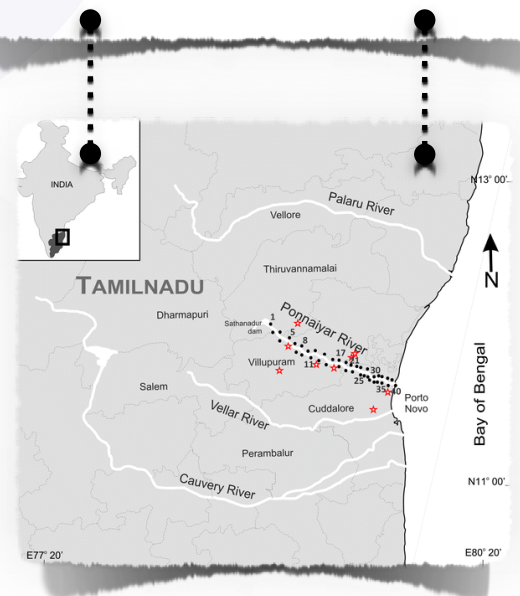 INDIA
N13° 00'
Palaru River
Vellore
N
Thiruvannamalai
TAMILNADU
Dharmapuri
Ponnaiyar River
1
Sathanadur
dam
5
8
17
Villupuram
11
21
30
25
35
40
Salem
Porto
Novo
Bay of Bengal
Cuddalore
Vellar River
Perambalur
Cauvery River
N11° 00'
E77° 20'
E80° 20'